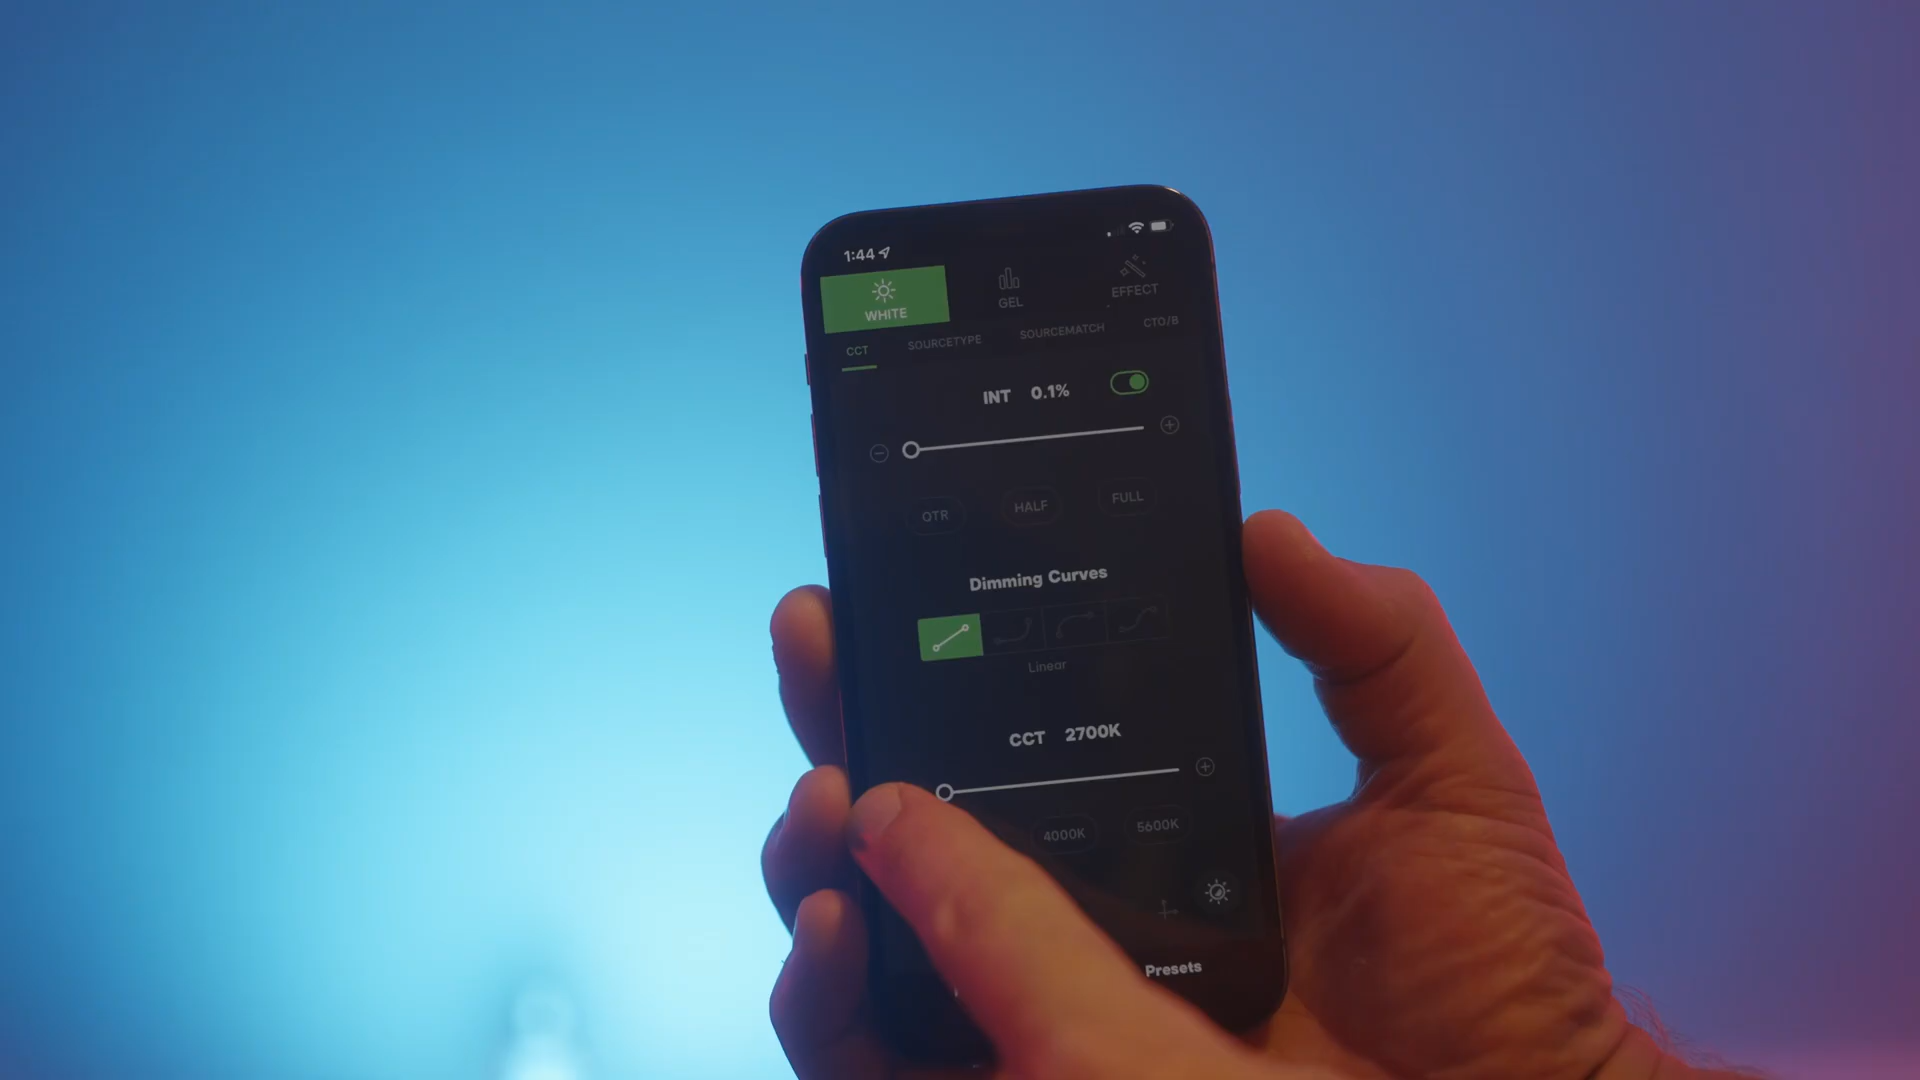 1:44
WHITE GEL EFFECT
CCT SOURCETYPE SOURCEMATCH CTO/B
INT 0.1%
QTR HALF FULL
Dimming Curves
Linear
CCT 2700K
4000K 5600K
Presets